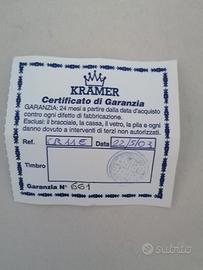 KRAMER
Certificato di Garanzia
GARANZIA: 24 mesi a partire dalla data d'acquisto
contro ogni difetto di fabbricazione.
Esclusi: il bracciale, la cassa, il vetro, la pila e ogni
danno dovuto a interventi di terzi non autorizzati.
Ref. Data 22/5/03
Timbro
Garanzia N° 661
subito